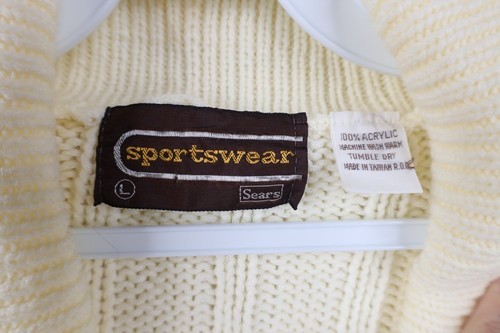 sportswear
L
Sears
100% ACRYLIC
MACHINE WASH WARM
TUMBLE DRY
MADE IN TAIWAN R.O.C